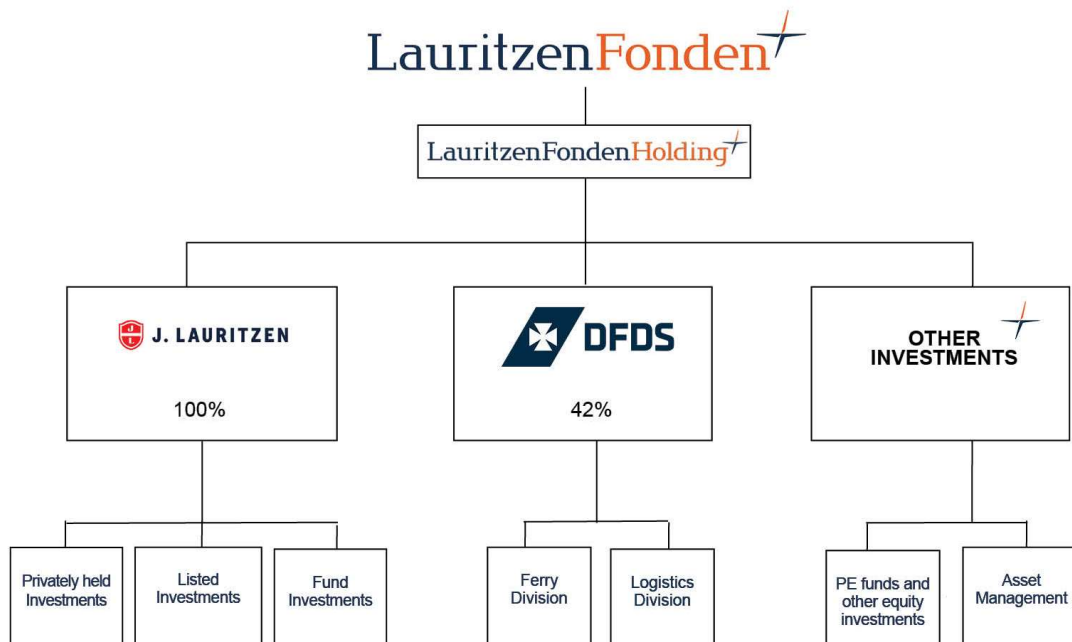 LauritzenFonden
LauritzenFondenHolding
J
L
J. LAURITZEN
100%
DFDS
42%
OTHER
INVESTMENTS
Privately held
Investments
Listed
Investments
Fund
Investments
Ferry
Division
Logistics
Division
PE funds and
other equity
investments
Asset
Management